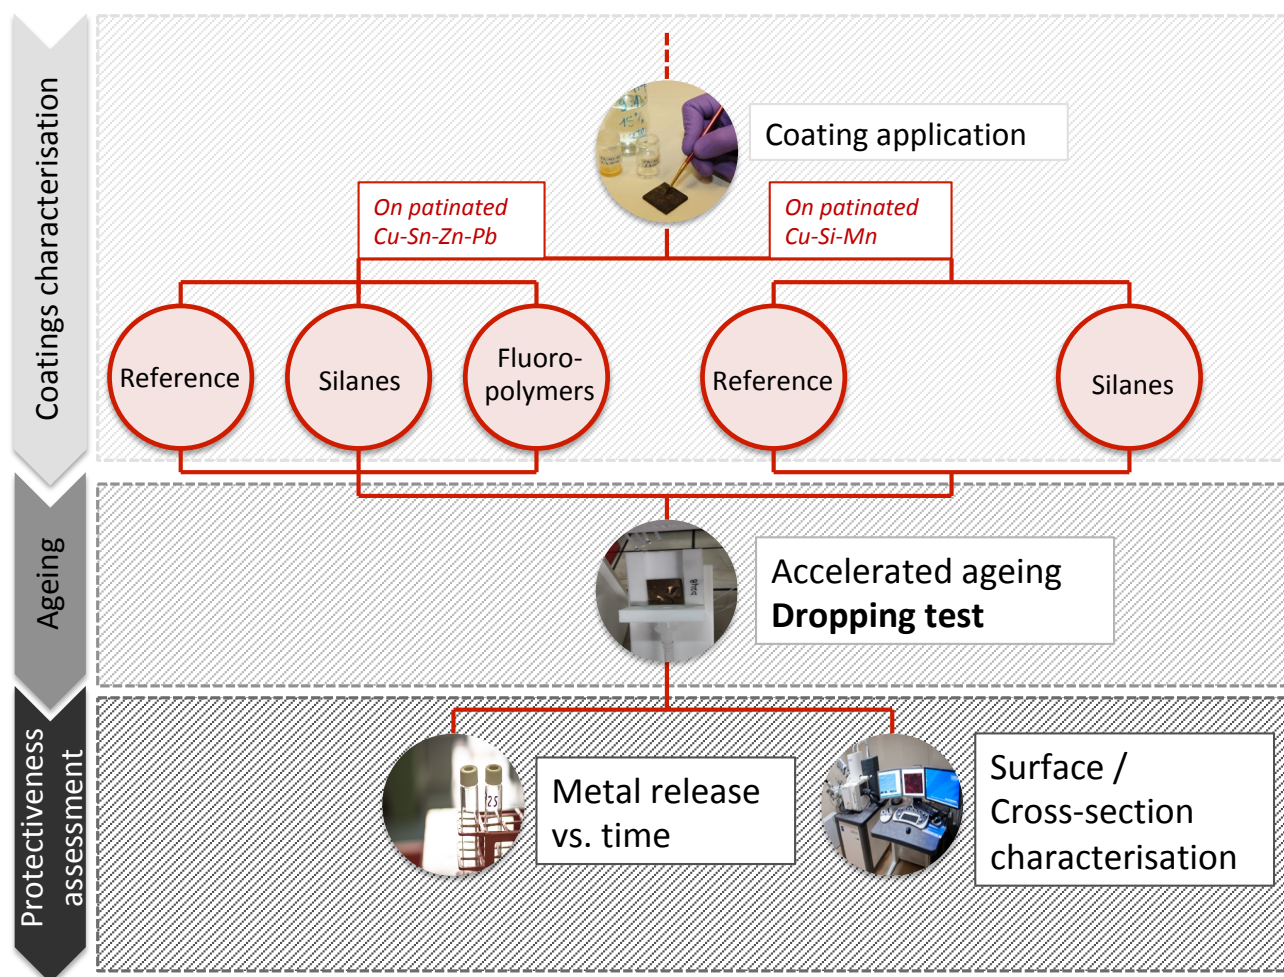 Coatings characterisation
Coating application
On patinated
Cu-Sn-Zn-Pb
On patinated
Cu-Si-Mn
Reference
Silanes
Fluoro-
polymers
Reference
Silanes
Ageing
Accelerated ageing
Dropping test
Protectiveness
assessment
Metal release
vs. time
Surface /
Cross-section
characterisation
15%